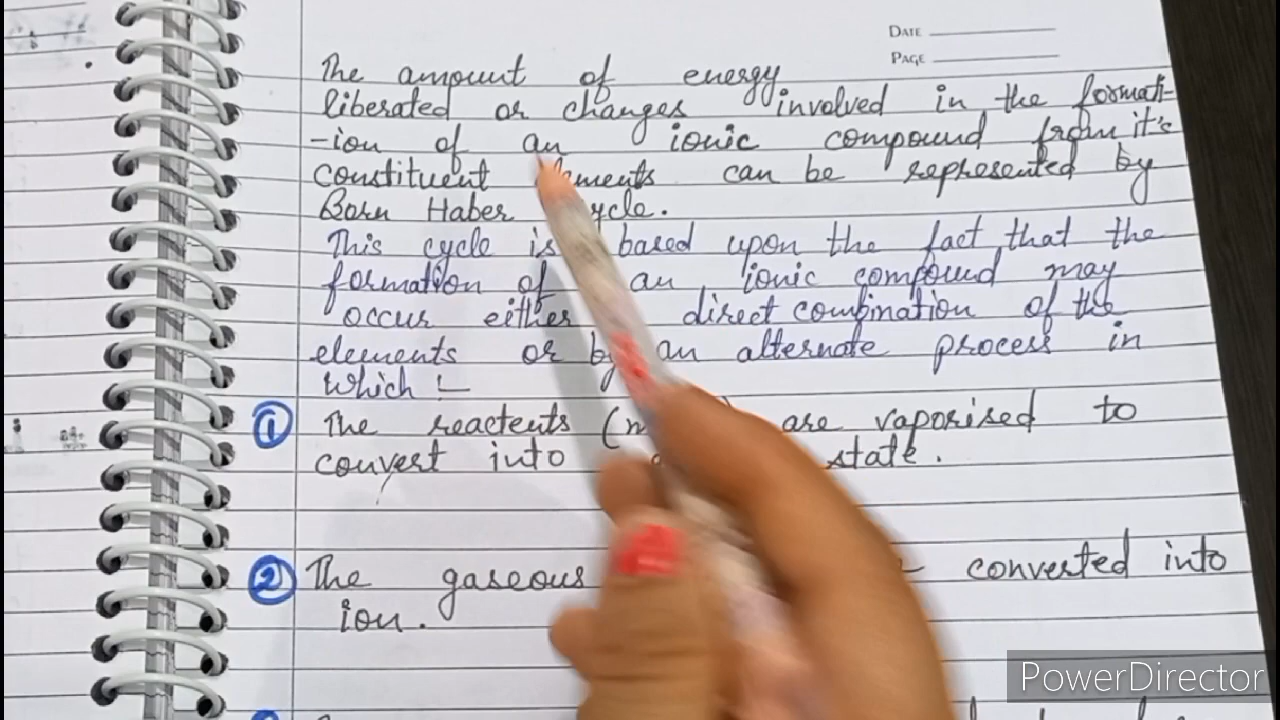 DATE
PAGE
The amount of energy
liberated or changes involved in the formati-
-ion of an ionic compound from it's
constituent can be represented by
Born Haber
This cycle is based upon the fact that the
formation of an ionic compound may
occur either direct combination of the
elements or by an alternate process in
which :-
① The reactents are vaporised to
convert into state.
② The gaseous converted into
ion.
PowerDirector